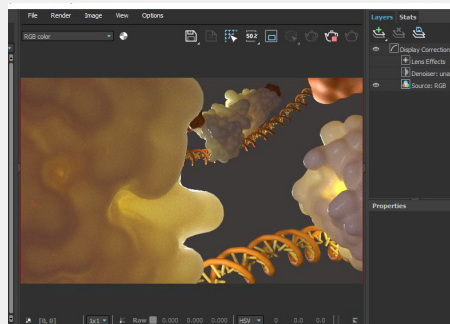 File Render Image View Options
RGB color
Layers Stats
Display Correction
Lens Effects
Denoiser: una
Source: RGB
Properties
[0, 0] 1x1 Raw 0.000 0.000 0.000 HSV 0 0.0 0.0